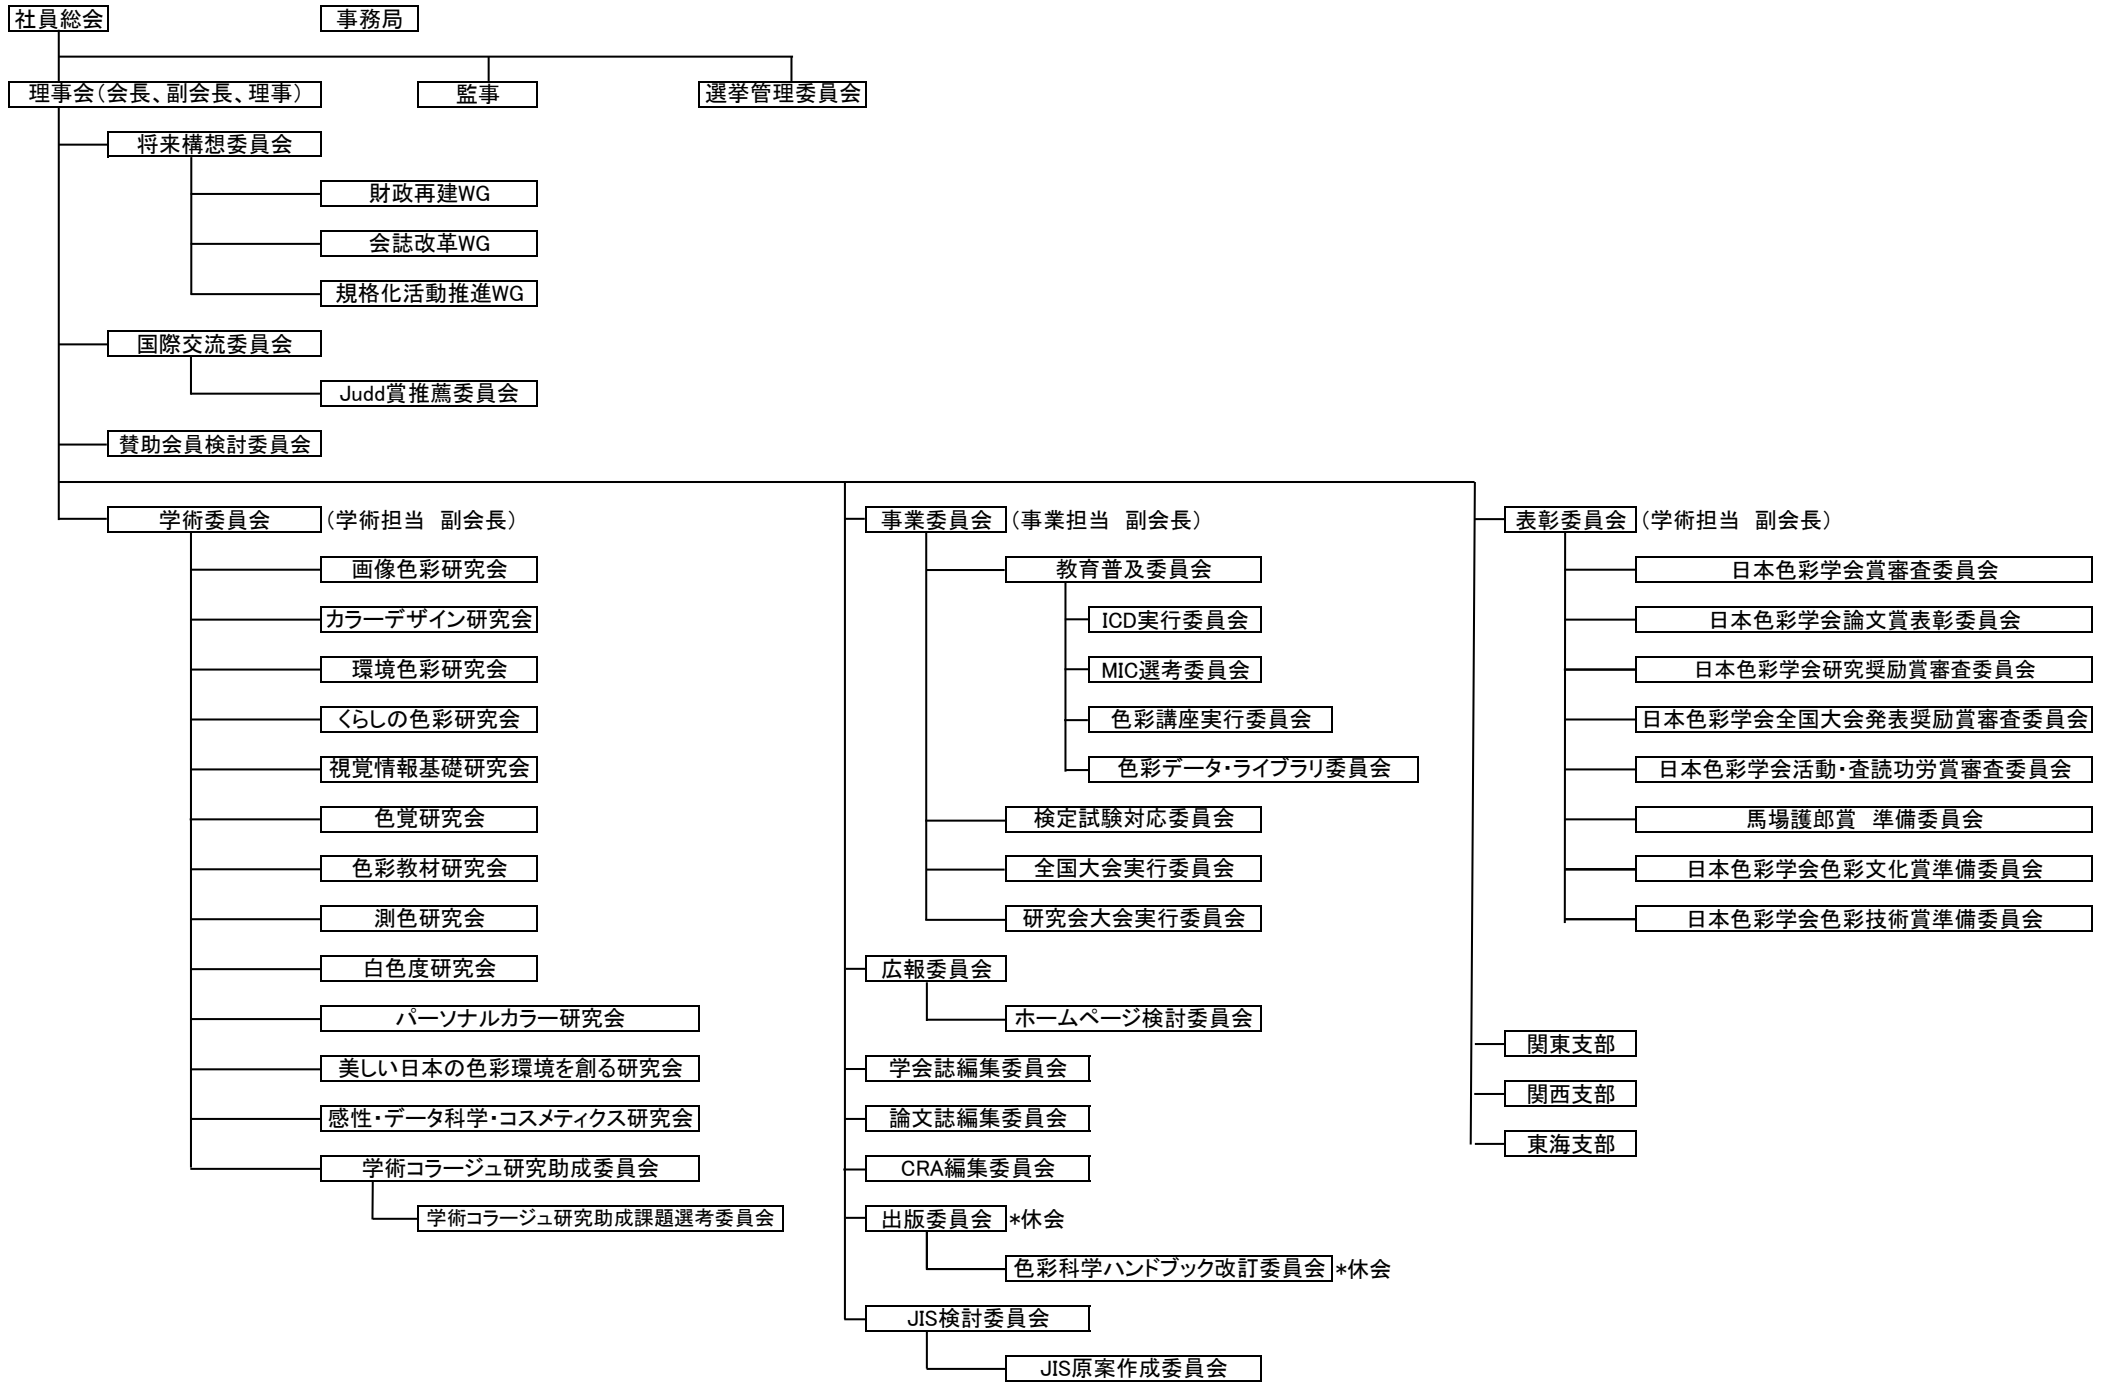 社員総会
事務局
理事会（会長、副会長、理事）
監事
選挙管理委員会
将来構想委員会
財政再建WG
会誌改革WG
規格化活動推進WG
国際交流委員会
Judd賞推薦委員会
賛助会員検討委員会
学術委員会（学術担当　副会長）
画像色彩研究会
カラーデザイン研究会
環境色彩研究会
くらしの色彩研究会
視覚情報基礎研究会
色覚研究会
色彩教材研究会
測色研究会
白色度研究会
パーソナルカラー研究会
美しい日本の色彩環境を創る研究会
感性・データ科学・コスメティクス研究会
学術コラージュ研究助成委員会
学術コラージュ研究助成課題選考委員会
事業委員会（事業担当　副会長）
教育普及委員会
ICD実行委員会
MIC選考委員会
色彩講座実行委員会
色彩データ・ライブラリ委員会
検定試験対応委員会
全国大会実行委員会
研究会大会実行委員会
広報委員会
ホームページ検討委員会
学会誌編集委員会
論文誌編集委員会
CRA編集委員会
出版委員会*休会
色彩科学ハンドブック改訂委員会*休会
JIS検討委員会
JIS原案作成委員会
表彰委員会（学術担当　副会長）
日本色彩学会賞審査委員会
日本色彩学会論文賞表彰委員会
日本色彩学会研究奨励賞審査委員会
日本色彩学会全国大会発表奨励賞審査委員会
日本色彩学会活動・査読功労賞審査委員会
馬場護郎賞　準備委員会
日本色彩学会色彩文化賞準備委員会
日本色彩学会色彩技術賞準備委員会
関東支部
関西支部
東海支部